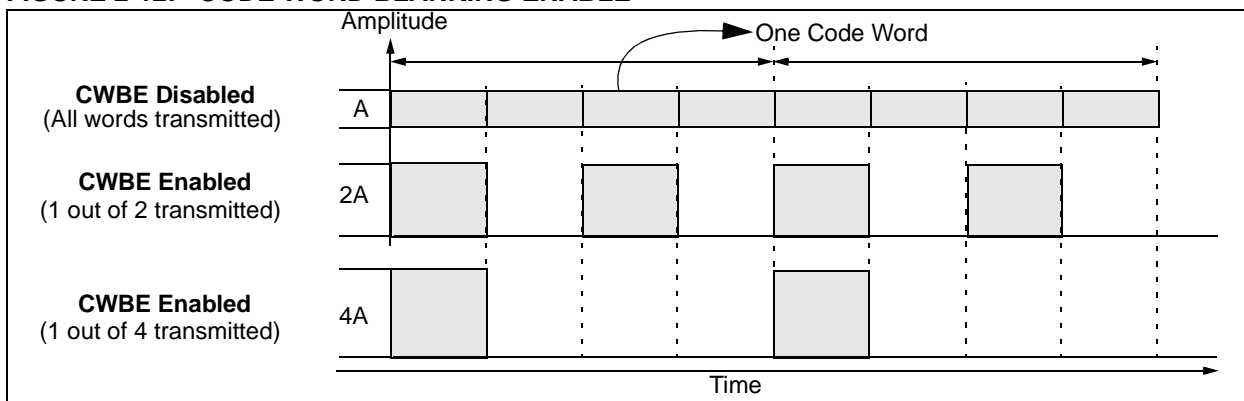 Amplitude
One Code Word
CWBE Disabled
(All words transmitted)
A
CWBE Enabled
(1 out of 2 transmitted)
2A
CWBE Enabled
(1 out of 4 transmitted)
4A
Time